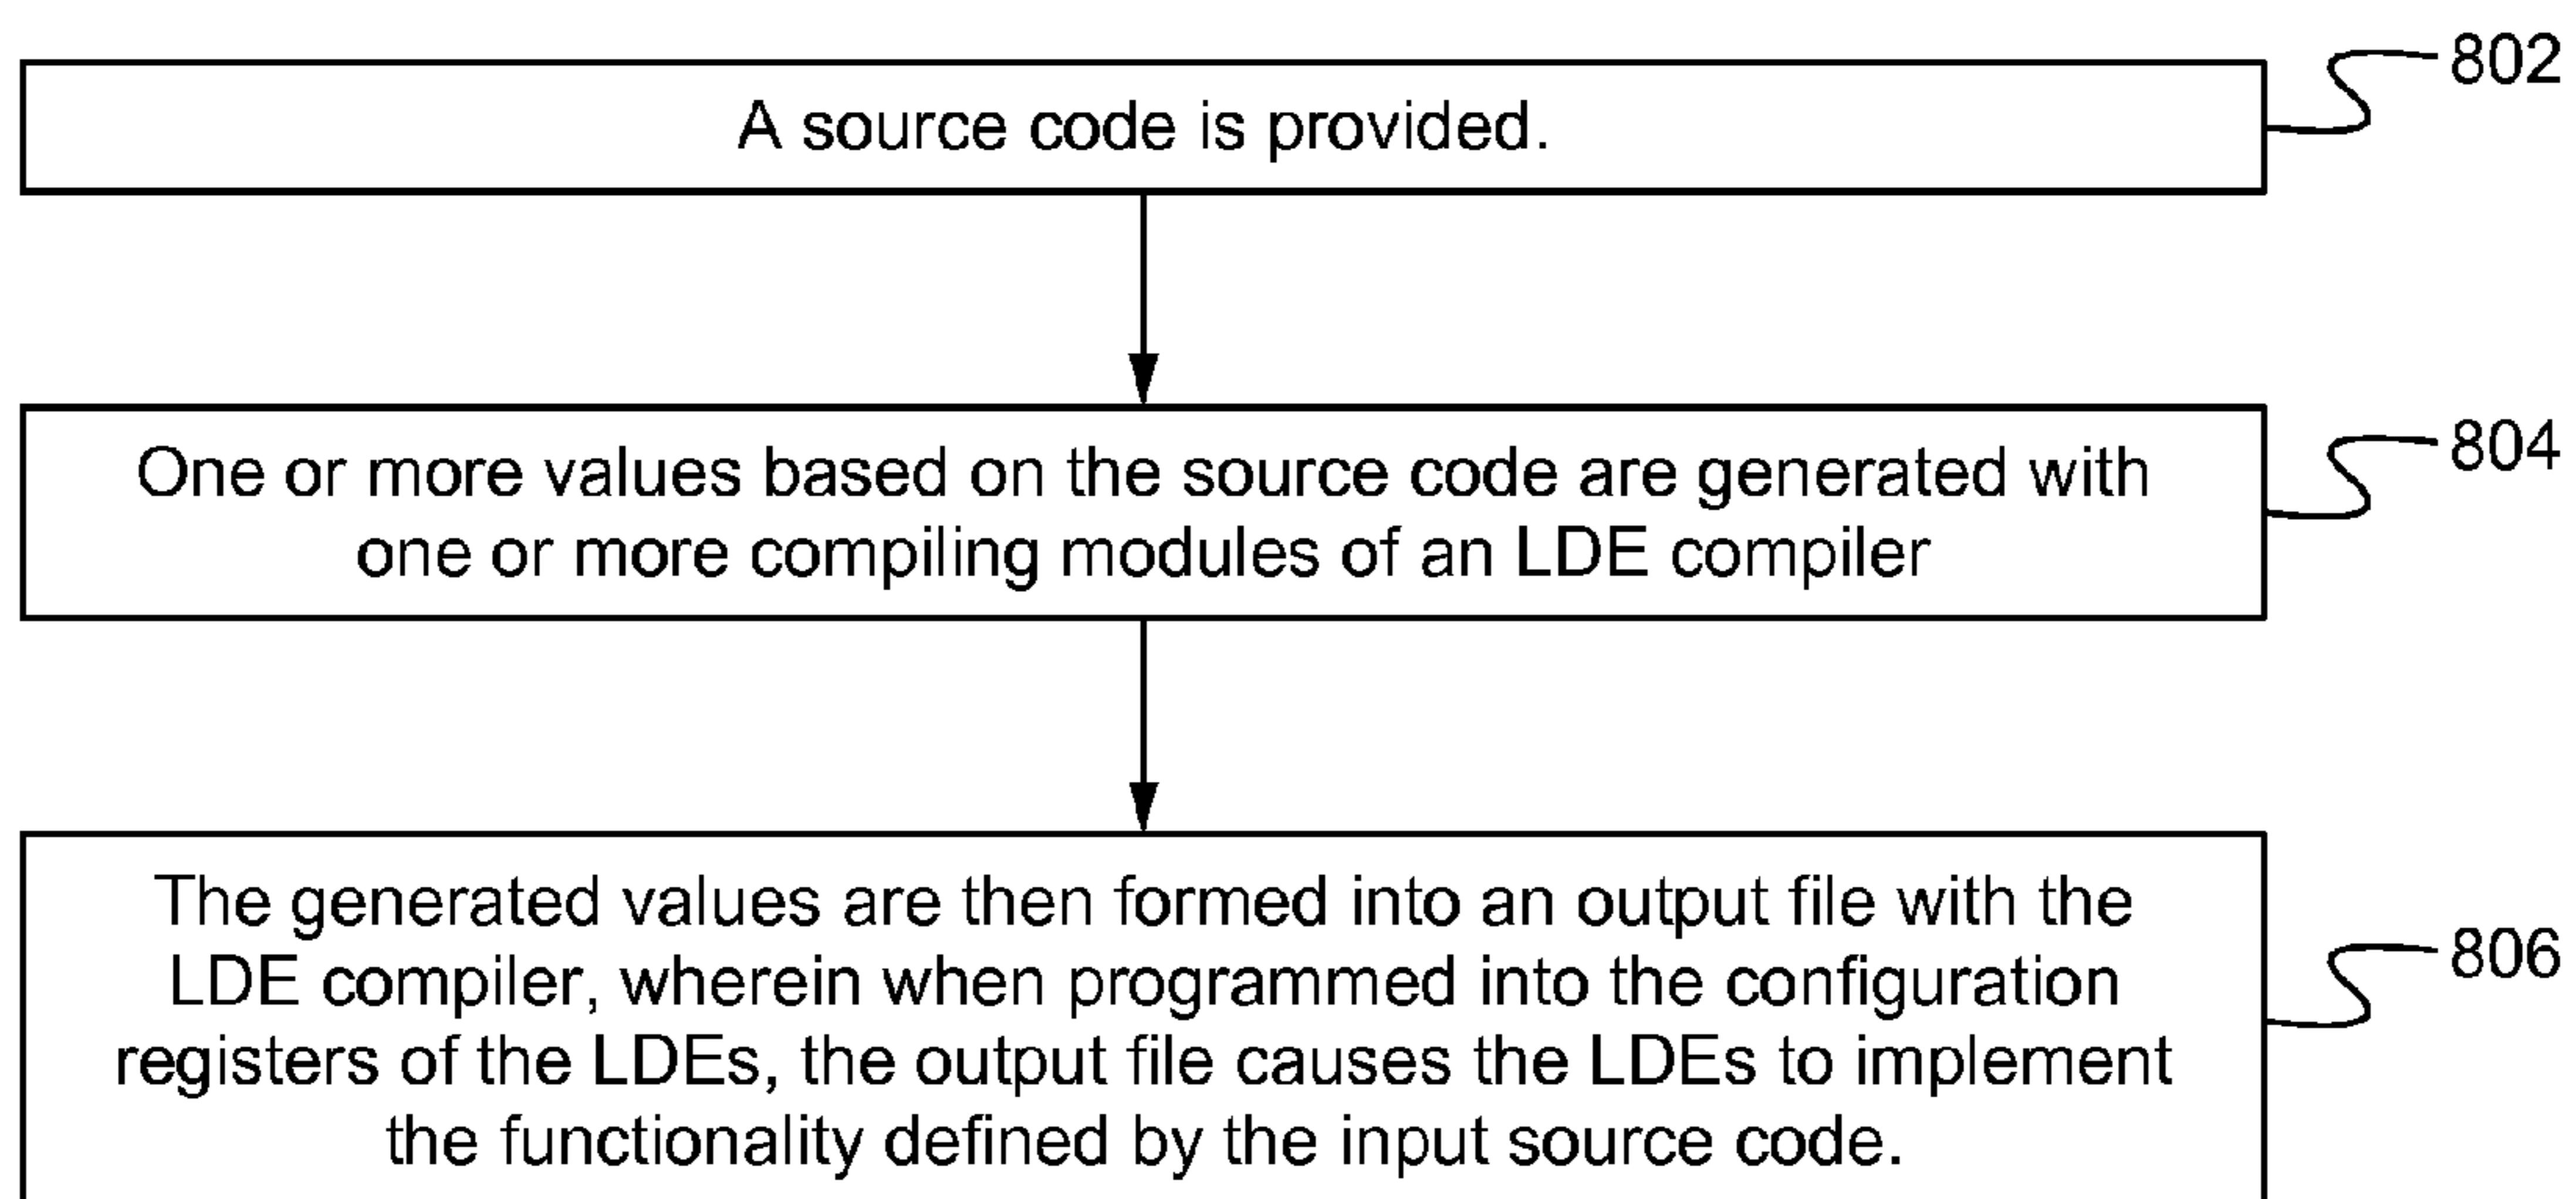 802
A source code is provided.
804
One or more values based on the source code are generated with
one or more compiling modules of an LDE compiler
806
The generated values are then formed into an output file with the
LDE compiler, wherein when programmed into the configuration
registers of the LDEs, the output file causes the LDEs to implement
the functionality defined by the input source code.